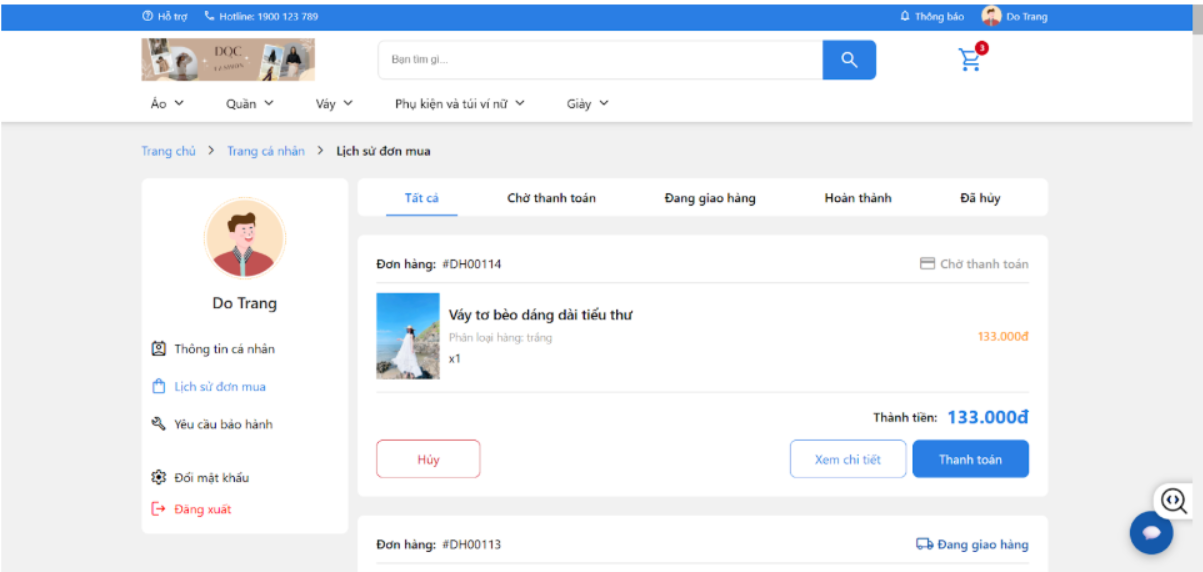 Hỗ trợ Hotline: 1900 123 789 Thông báo Do Trang
DỌC
Bạn tìm gì...
3
Áo Quần Váy Phụ kiện và túi ví nữ Giày
Trang chủ > Trang cá nhân > Lịch sử đơn mua
Tất cả Chờ thanh toán Đang giao hàng Hoàn thành Đã hủy
Do Trang
Thông tin cá nhân
Lịch sử đơn mua
Yêu cầu bảo hành
Đổi mật khẩu
Đăng xuất
Đơn hàng: #DH00114 Chờ thanh toán
Váy tơ bèo dáng dài tiểu thư
Phân loại hàng: trắng
x1
133.000đ
Thành tiền: 133.000đ
Hủy Xem chi tiết Thanh toán
Đơn hàng: #DH00113 Đang giao hàng